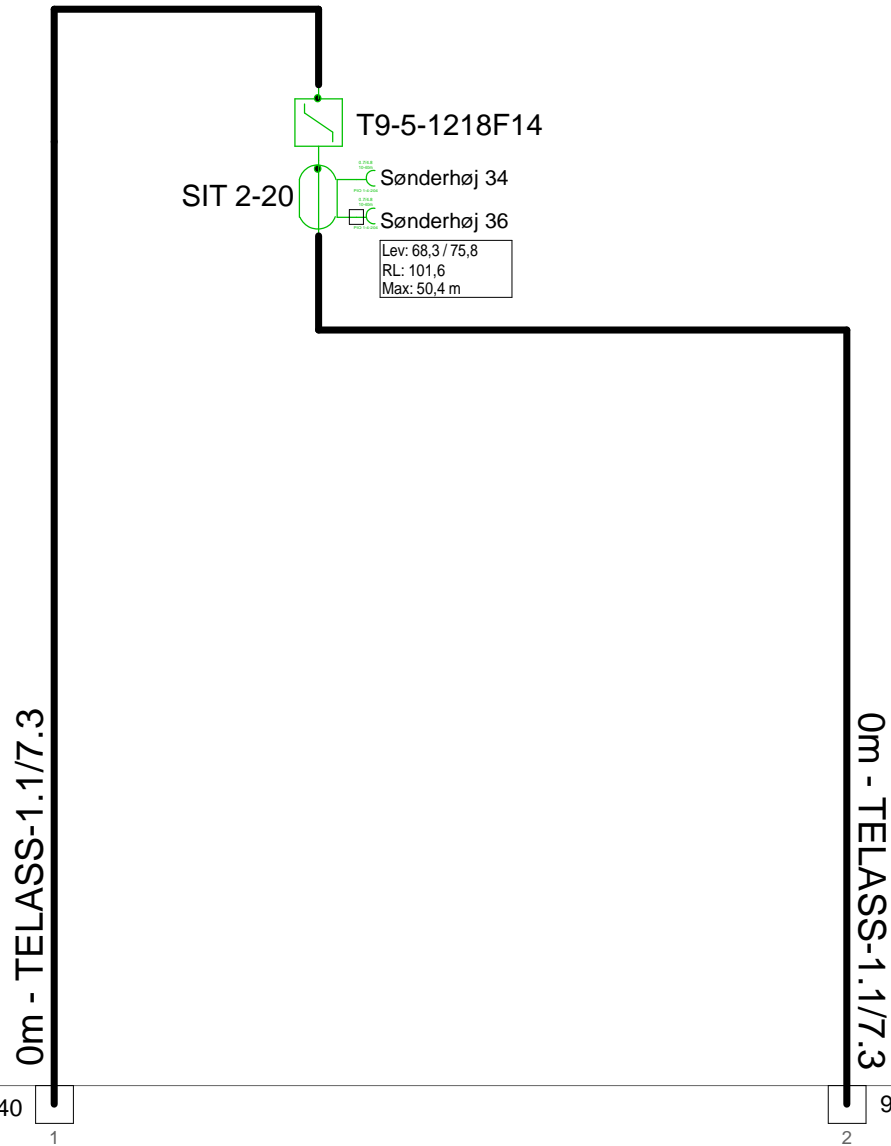 T9-5-1218F14
SIT 2-20
Sønderhøj 34
Sønderhøj 36
Lev: 68,3 / 75,8
RL: 101,6
Max: 50,4 m
0m - TELASS-1.1/7.3
0m - TELASS-1.1/7.3
40
9
1
2